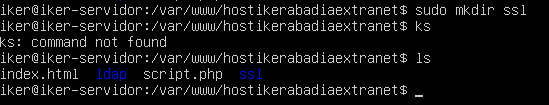 iker@iker-servidor:/var/www/hostikerabadiaextranet$ sudo mkdir ssl
iker@iker-servidor:/var/www/hostikerabadiaextranet$ ks
ks: command not found
iker@iker-servidor:/var/www/hostikerabadiaextranet$ ls
index.html ldap script.php ssl
iker@iker-servidor:/var/www/hostikerabadiaextranet$ _